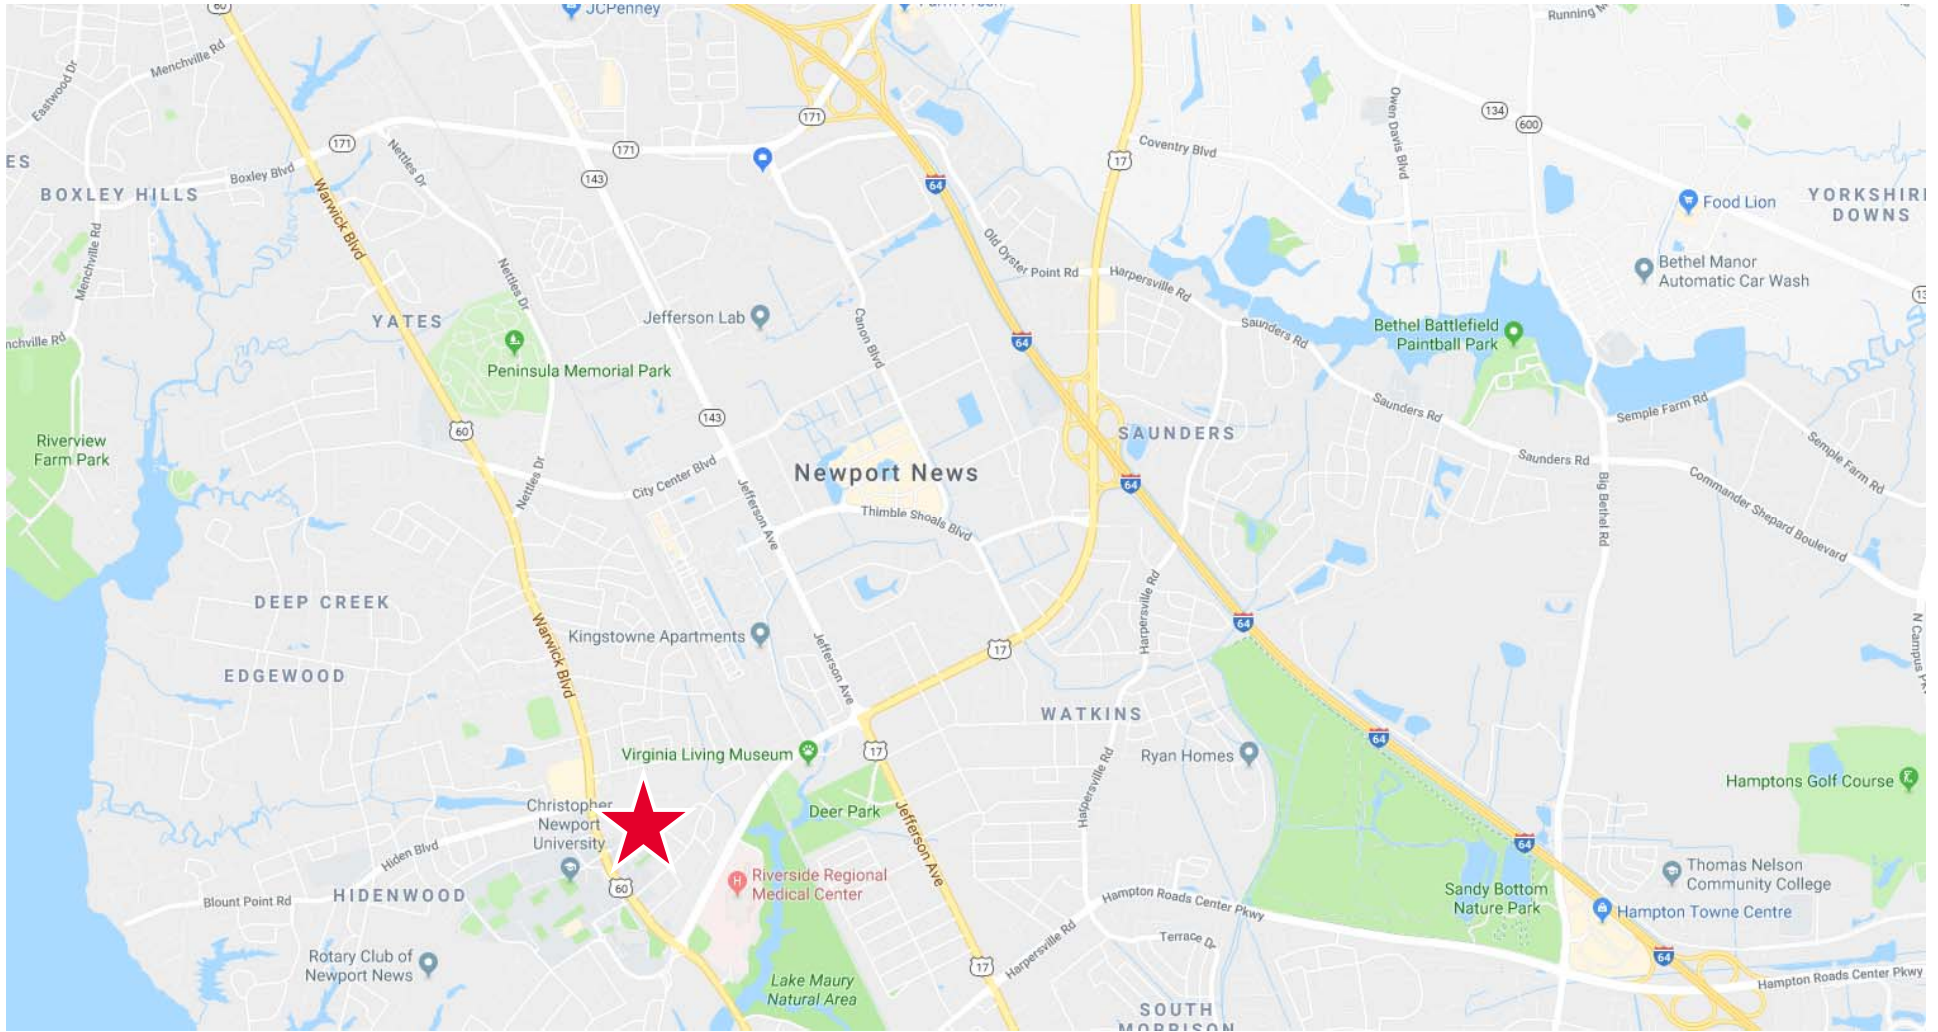 60
JCPenney
Menchville Rd
Eastwood Dr
171
171
171
143
Boxley Blvd
BOXLEY HILLS
Nettles Dr
Warwick Blvd
Menchville Rd
Nettles Dr
YATES
Peninsula Memorial Park
Jefferson Lab
Canon Blvd
64
17
Coventry Blvd
Owen Davis Blvd
134
600
Food Lion
DOWNS
Bethel Manor
Automatic Car Wash
Old Oyster Point Rd
Harpersville Rd
Saunders Rd
64
Bethel Battlefield
Paintball Park
Saunders Rd
Semple Farm Rd
Semple Farm Rd
Saunders Rd
Commander Shepard Boulevard
Big Bethel Rd
SAUNDERS
64
143
60
Riverview
Farm Park
Nettles Dr
City Center Blvd
Newport News
Jefferson Ave
Thimble Shoals Blvd
DEEP CREEK
EDGEWOOD
Warwick Blvd
Kingstowne Apartments
Jefferson Ave
17
Harpersville Rd
64
WATKINS
Virginia Living Museum
17
Deer Park
Jefferson Ave
Ryan Homes
Harpersville Rd
64
Hamptons Golf Course
Christopher
Newport
University
Hiden Blvd
HIDENWOOD
Blount Point Rd
60
Riverside Regional
Medical Center
Rotary Club of
Newport News
Lake Maury
Natural Area
17
Harpersville Rd
Hampton Roads Center Pkwy
Terrace Dr
SOUTH
MORRISON
64
Sandy Bottom
Nature Park
Thomas Nelson
Community College
Hampton Towne Centre
64
Hampton Roads Center Pkwy